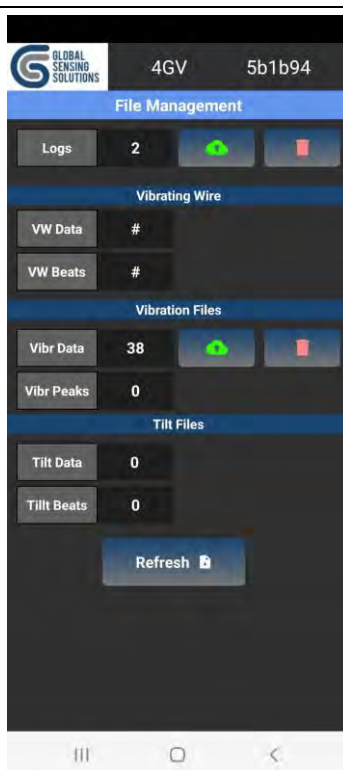 GLOBAL
SENSING
SOLUTIONS
4GV 5b1b94
File Management
Logs 2
Vibrating Wire
VW Data #
VW Beats #
Vibration Files
Vibr Data 38
Vibr Peaks 0
Tilt Files
Tilt Data 0
Tillt Beats 0
Refresh